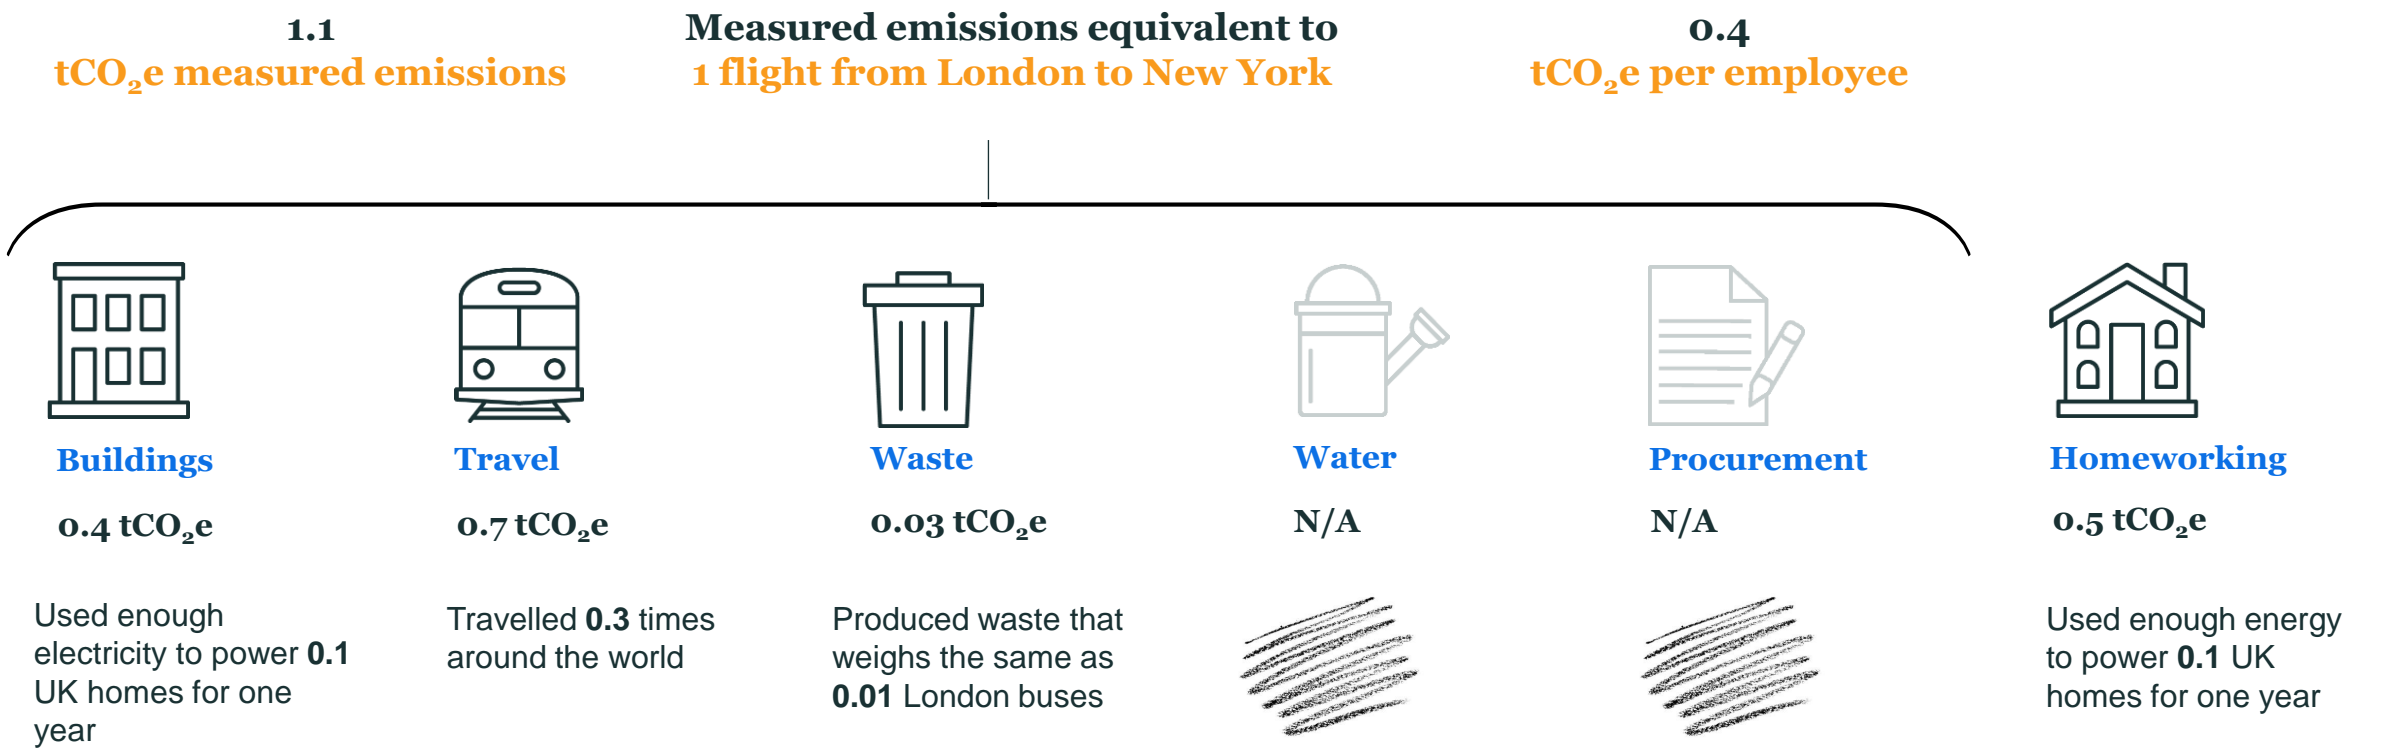 1.1
tCO₂e measured emissions
Measured emissions equivalent to
1 flight from London to New York
0.4
tCO₂e per employee
Buildings
0.4 tCO₂e
Used enough
electricity to power 0.1
UK homes for one
year
Travel
0.7 tCO₂e
Travelled 0.3 times
around the world
Waste
0.03 tCO₂e
Produced waste that
weighs the same as
0.01 London buses
Water
N/A
Procurement
N/A
Homeworking
0.5 tCO₂e
Used enough energy
to power 0.1 UK
homes for one year